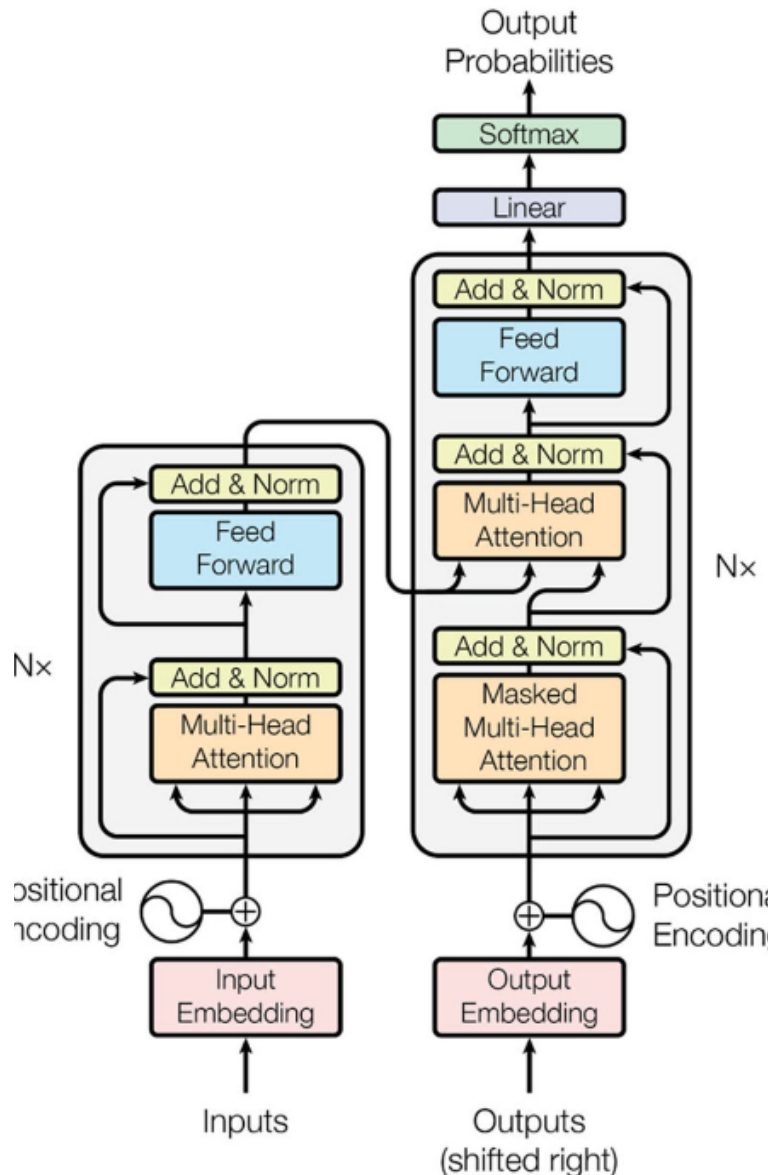 Output
Probabilities
Softmax
Linear
Add & Norm
Feed
Forward
Add & Norm
Multi-Head
Attention
Add & Norm
Masked
Multi-Head
Attention
Nx
Add & Norm
Feed
Forward
Add & Norm
Multi-Head
Attention
Nx
ositional
ncoding
Positiona
Encoding
Input
Embedding
Output
Embedding
Inputs
Outputs
(shifted right)